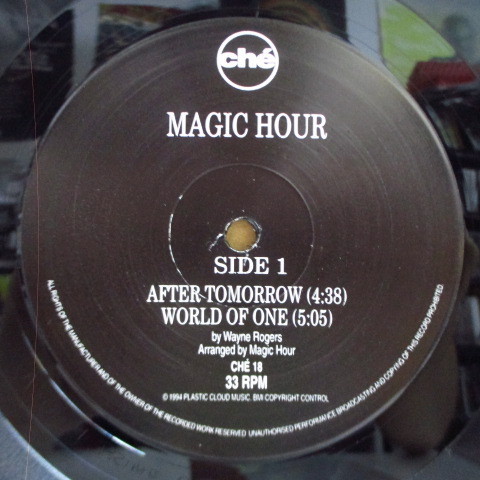 ché
MAGIC HOUR
SIDE 1
AFTER TOMORROW (4:38)
WORLD OF ONE (5:05)
by Wayne Rogers
Arranged by Magic Hour
CHÉ 18
33 RPM
© 1994 PLASTIC CLOUD MUSIC. BMI COPYRIGHT CONTROL
ALL RIGHTS OF THE MANUFACTURER AND OF THE OWNER OF THE RECORDED WORK RESERVED. UNAUTHORISED PERFORMANCE, BROADCASTING AND COPYING OF THIS RECORD PROHIBITED.